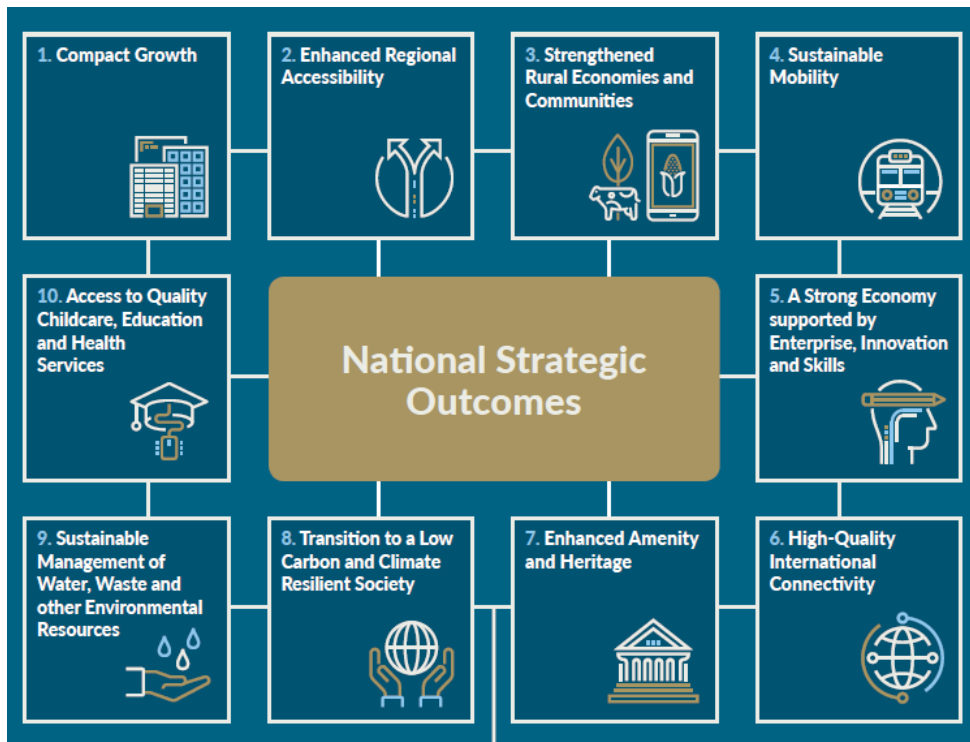 1. Compact Growth
2. Enhanced Regional
Accessibility
3. Strengthened
Rural Economies and
Communities
4. Sustainable
Mobility
10. Access to Quality
Childcare, Education
and Health
Services
National Strategic
Outcomes
5. A Strong Economy
supported by
Enterprise, Innovation
and Skills
9. Sustainable
Management of
Water, Waste and
other Environmental
Resources
8. Transition to a Low
Carbon and Climate
Resilient Society
7. Enhanced Amenity
and Heritage
6. High-Quality
International
Connectivity